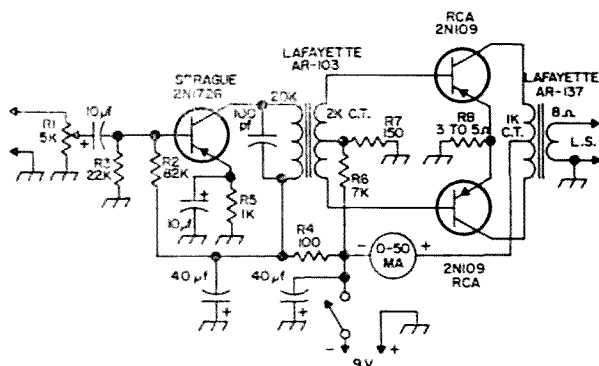 RCA
2N109
LAFAYETTE
AR-103
SPRAGUE
2N1726
LAFAYETTE
AR-137
20K
2K C.T.
100
pf
10µf
R1
5K
+
R3
22K
R2
82K
R7
150
R8
3 TO 5Ω
1K
C.T.
8Ω
L.S.
R6
7K
+
10µf
R5
1K
R4
100
-
0-50
MA
+
2N109
RCA
40µf
+
40µf
+
-
9V
+